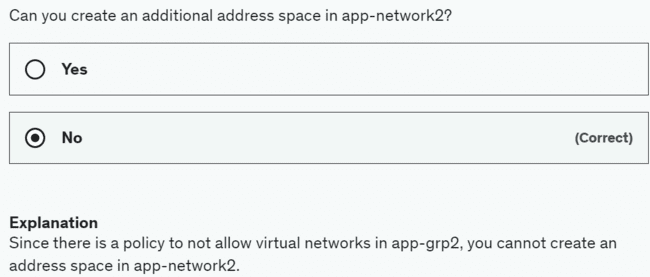 Can you create an additional address space in app-network2?
Yes
No (Correct)
Explanation
Since there is a policy to not allow virtual networks in app-grp2, you cannot create an
address space in app-network2.